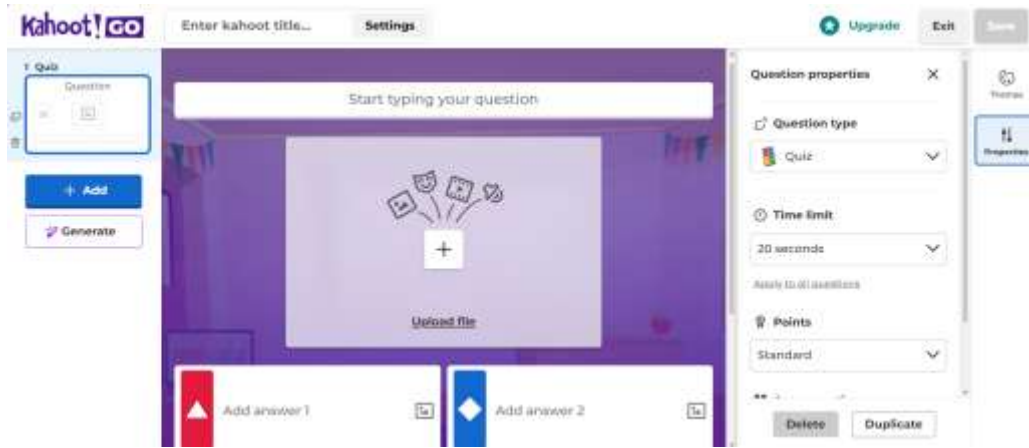 Kahoot! GO
Enter kahoot title...
Settings
Upgrade
Exit
Save
1 Quiz
Question
+ Add
Generate
Start typing your question
Upload file
Add answer 1
Add answer 2
Question properties
Question type
Quiz
Time limit
20 seconds
Apply to all questions
Points
Standard
Delete
Duplicate
Themes
Properties